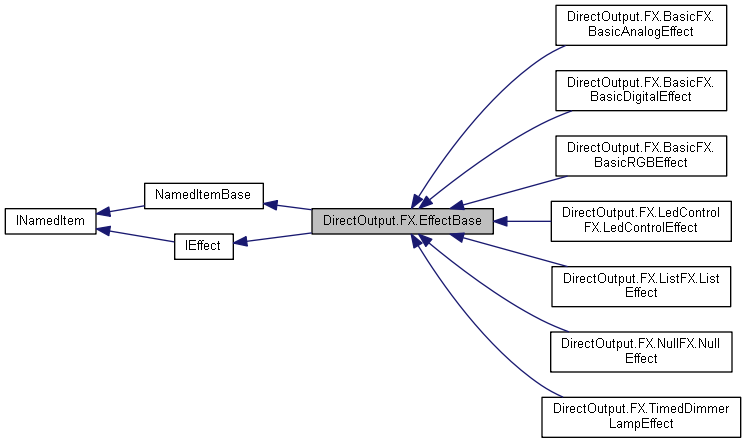 INamedItem
NamedItemBase
IEffect
DirectOutput.FX.EffectBase
DirectOutput.FX.BasicFX.
BasicAnalogEffect
DirectOutput.FX.BasicFX.
BasicDigitalEffect
DirectOutput.FX.BasicFX.
BasicRGBEffect
DirectOutput.FX.LedControl
FX.LedControlEffect
DirectOutput.FX.ListFX.List
Effect
DirectOutput.FX.NullFX.Null
Effect
DirectOutput.FX.TimedDimmer
LampEffect